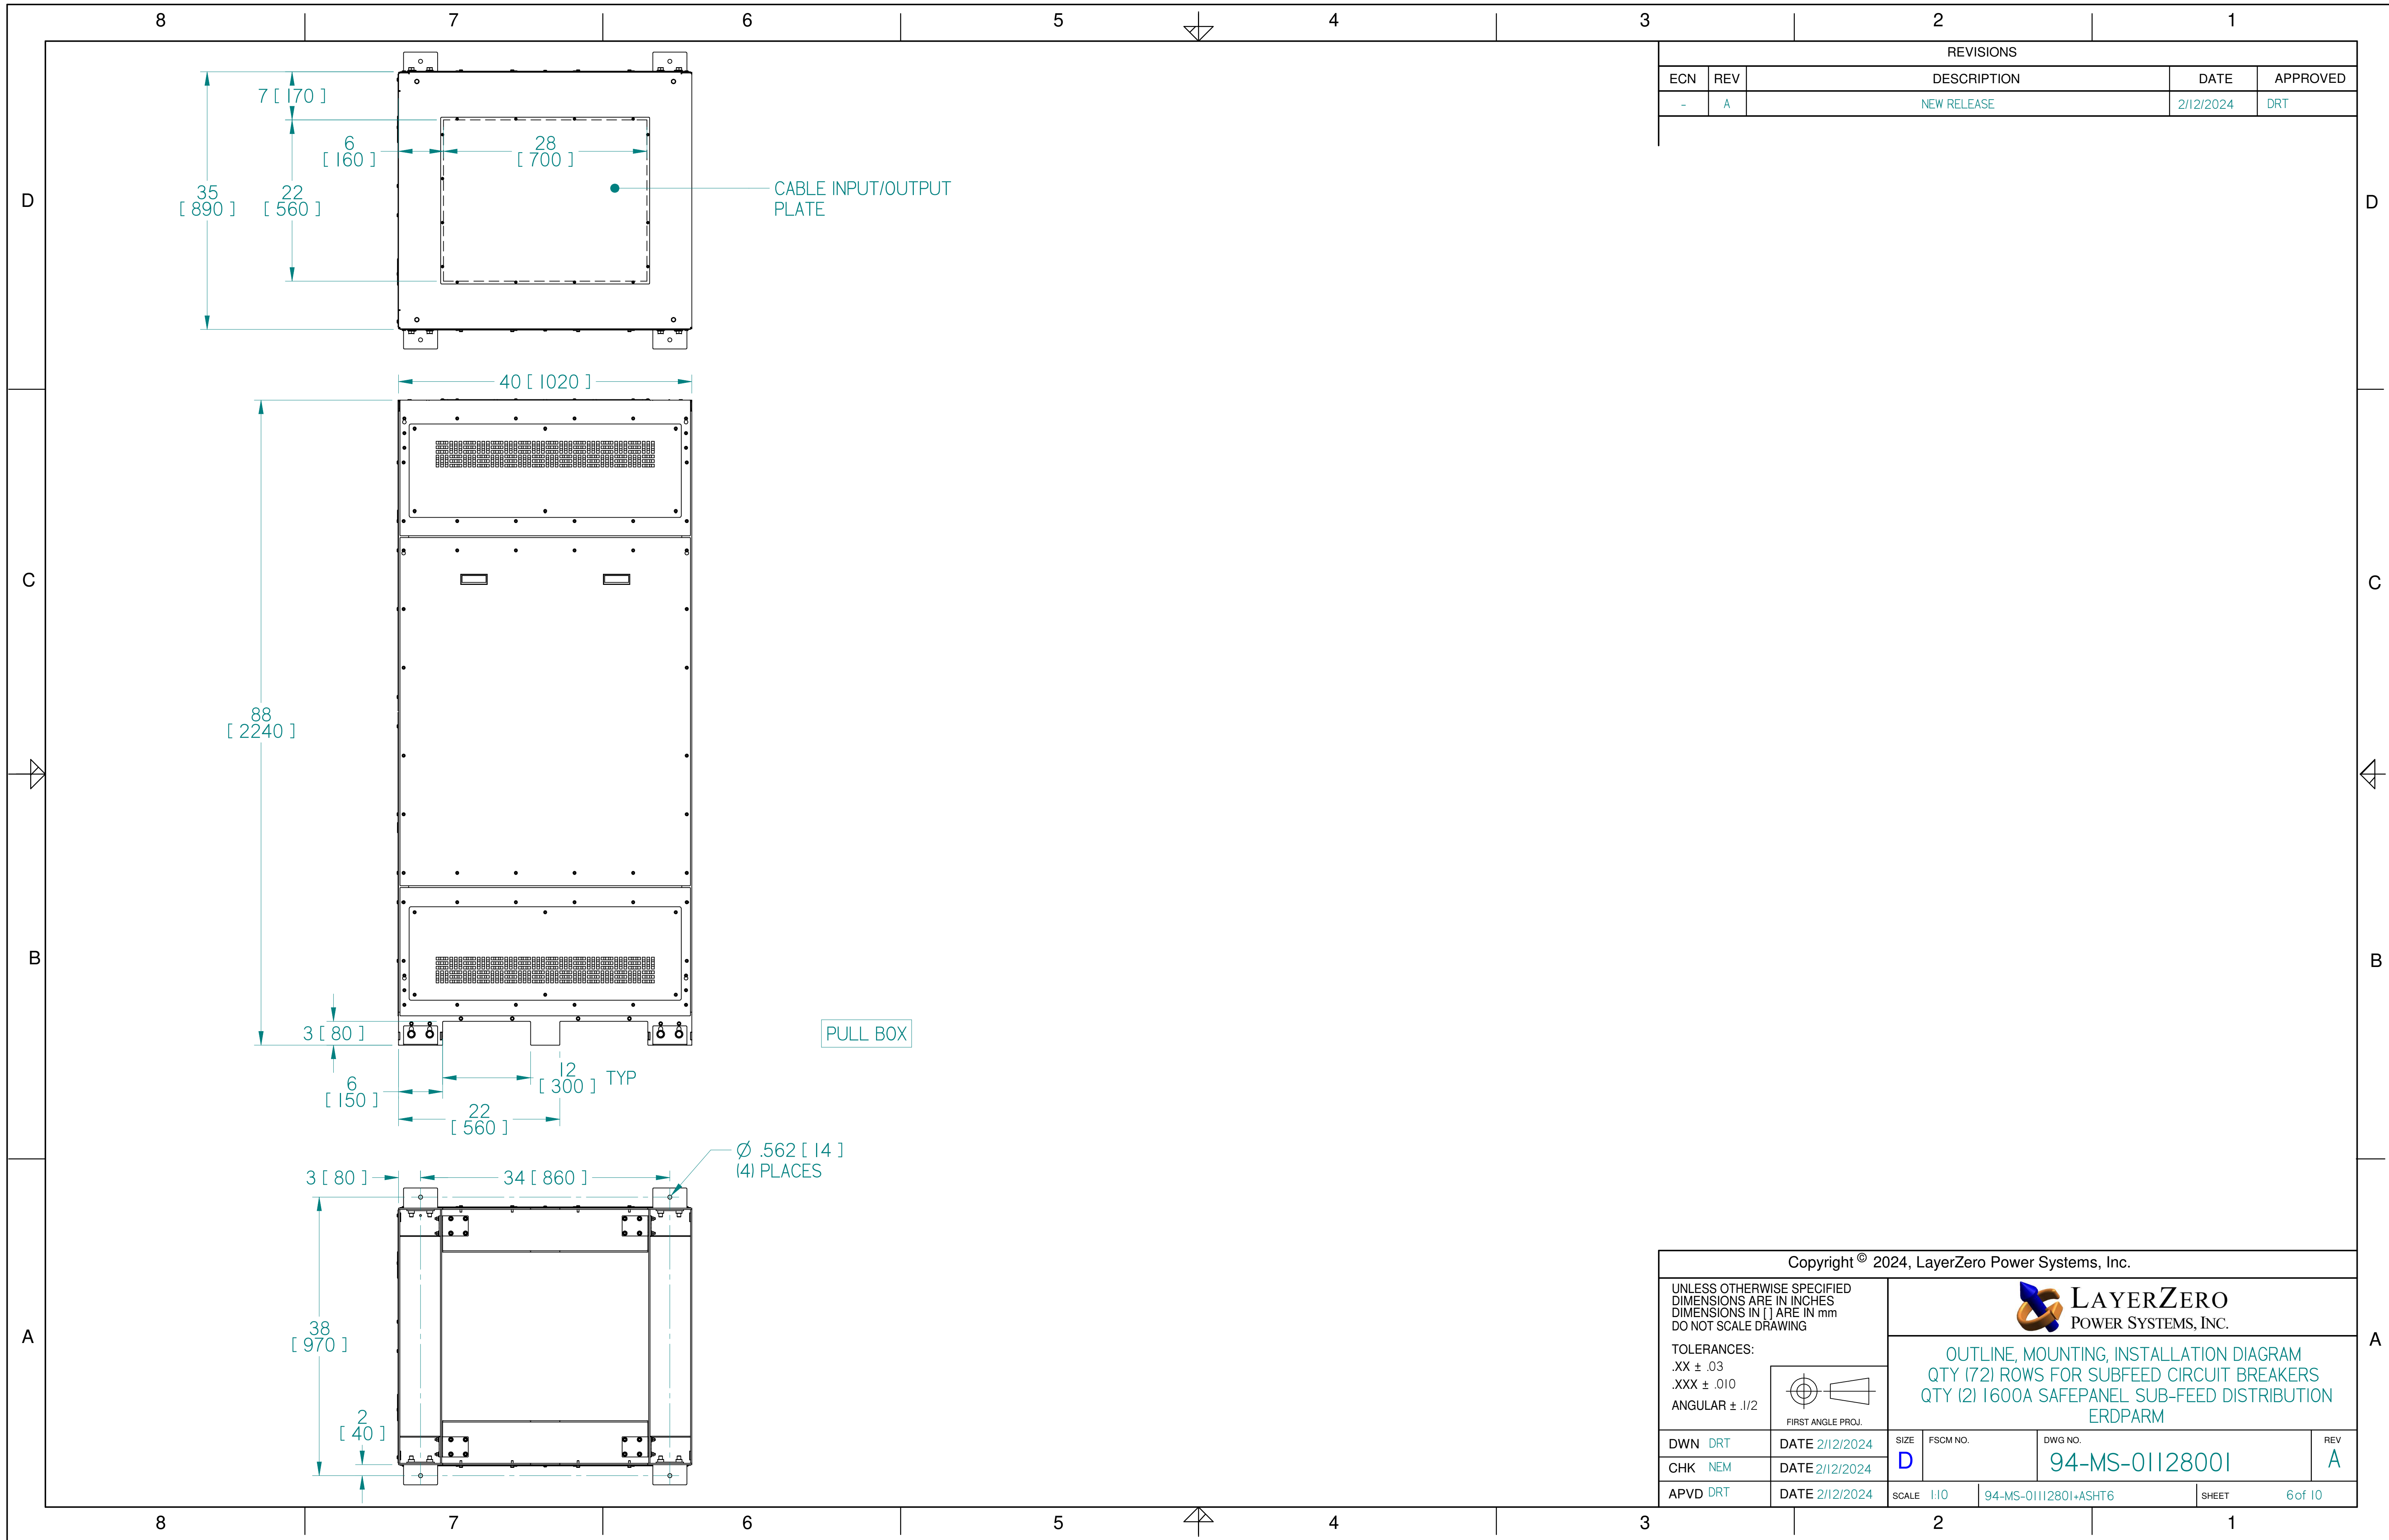 8 7 6 5 4 3 2 1
REVISIONS
ECN REV DESCRIPTION DATE APPROVED
- A NEW RELEASE 2/12/2024 DRT
7 [ 170 ]
6
[ 160 ]
28
[ 700 ]
35
[ 890 ]
22
[ 560 ]
CABLE INPUT/OUTPUT
PLATE
D D
40 [ 1020 ]
C C
88
[ 2240 ]
B B
3 [ 80 ]
PULL BOX
12
[ 300 ] TYP
6
[ 150 ]
22
[ 560 ]
Ø .562 [ 14 ]
(4) PLACES
3 [ 80 ] 34 [ 860 ]
38
[ 970 ]
2
[ 40 ]
A A
Copyright © 2024, LayerZero Power Systems, Inc.
UNLESS OTHERWISE SPECIFIED
DIMENSIONS ARE IN INCHES
DIMENSIONS IN [ ] ARE IN mm
DO NOT SCALE DRAWING
TOLERANCES:
.XX ± .03
.XXX ± .010
ANGULAR ± .1/2
FIRST ANGLE PROJ.
LAYERZERO
POWER SYSTEMS, INC.
OUTLINE, MOUNTING, INSTALLATION DIAGRAM
QTY (72) ROWS FOR SUBFEED CIRCUIT BREAKERS
QTY (2) 1600A SAFEPANEL SUB-FEED DISTRIBUTION
ERDPARM
DWN DRT DATE 2/12/2024
CHK NEM DATE 2/12/2024
APVD DRT DATE 2/12/2024
SIZE FSCM NO. DWG NO. REV
D 94-MS-01128001 A
SCALE 1:10 94-MS-01112801+ASHT6 SHEET 6 of 10
8 7 6 5 4 3 2 1